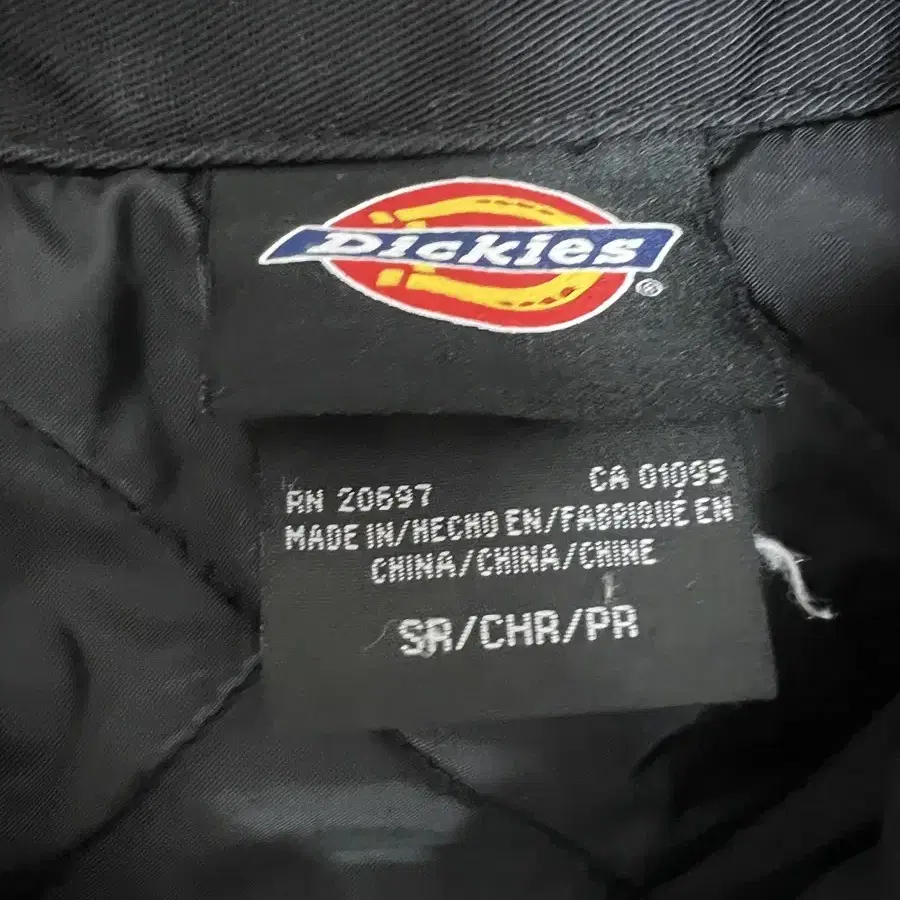 Dickies
®
RN 20697 CA 01095
MADE IN/HECHO EN/FABRIQUÉ EN
CHINA/CHINA/CHINE
SR/CHR/PR